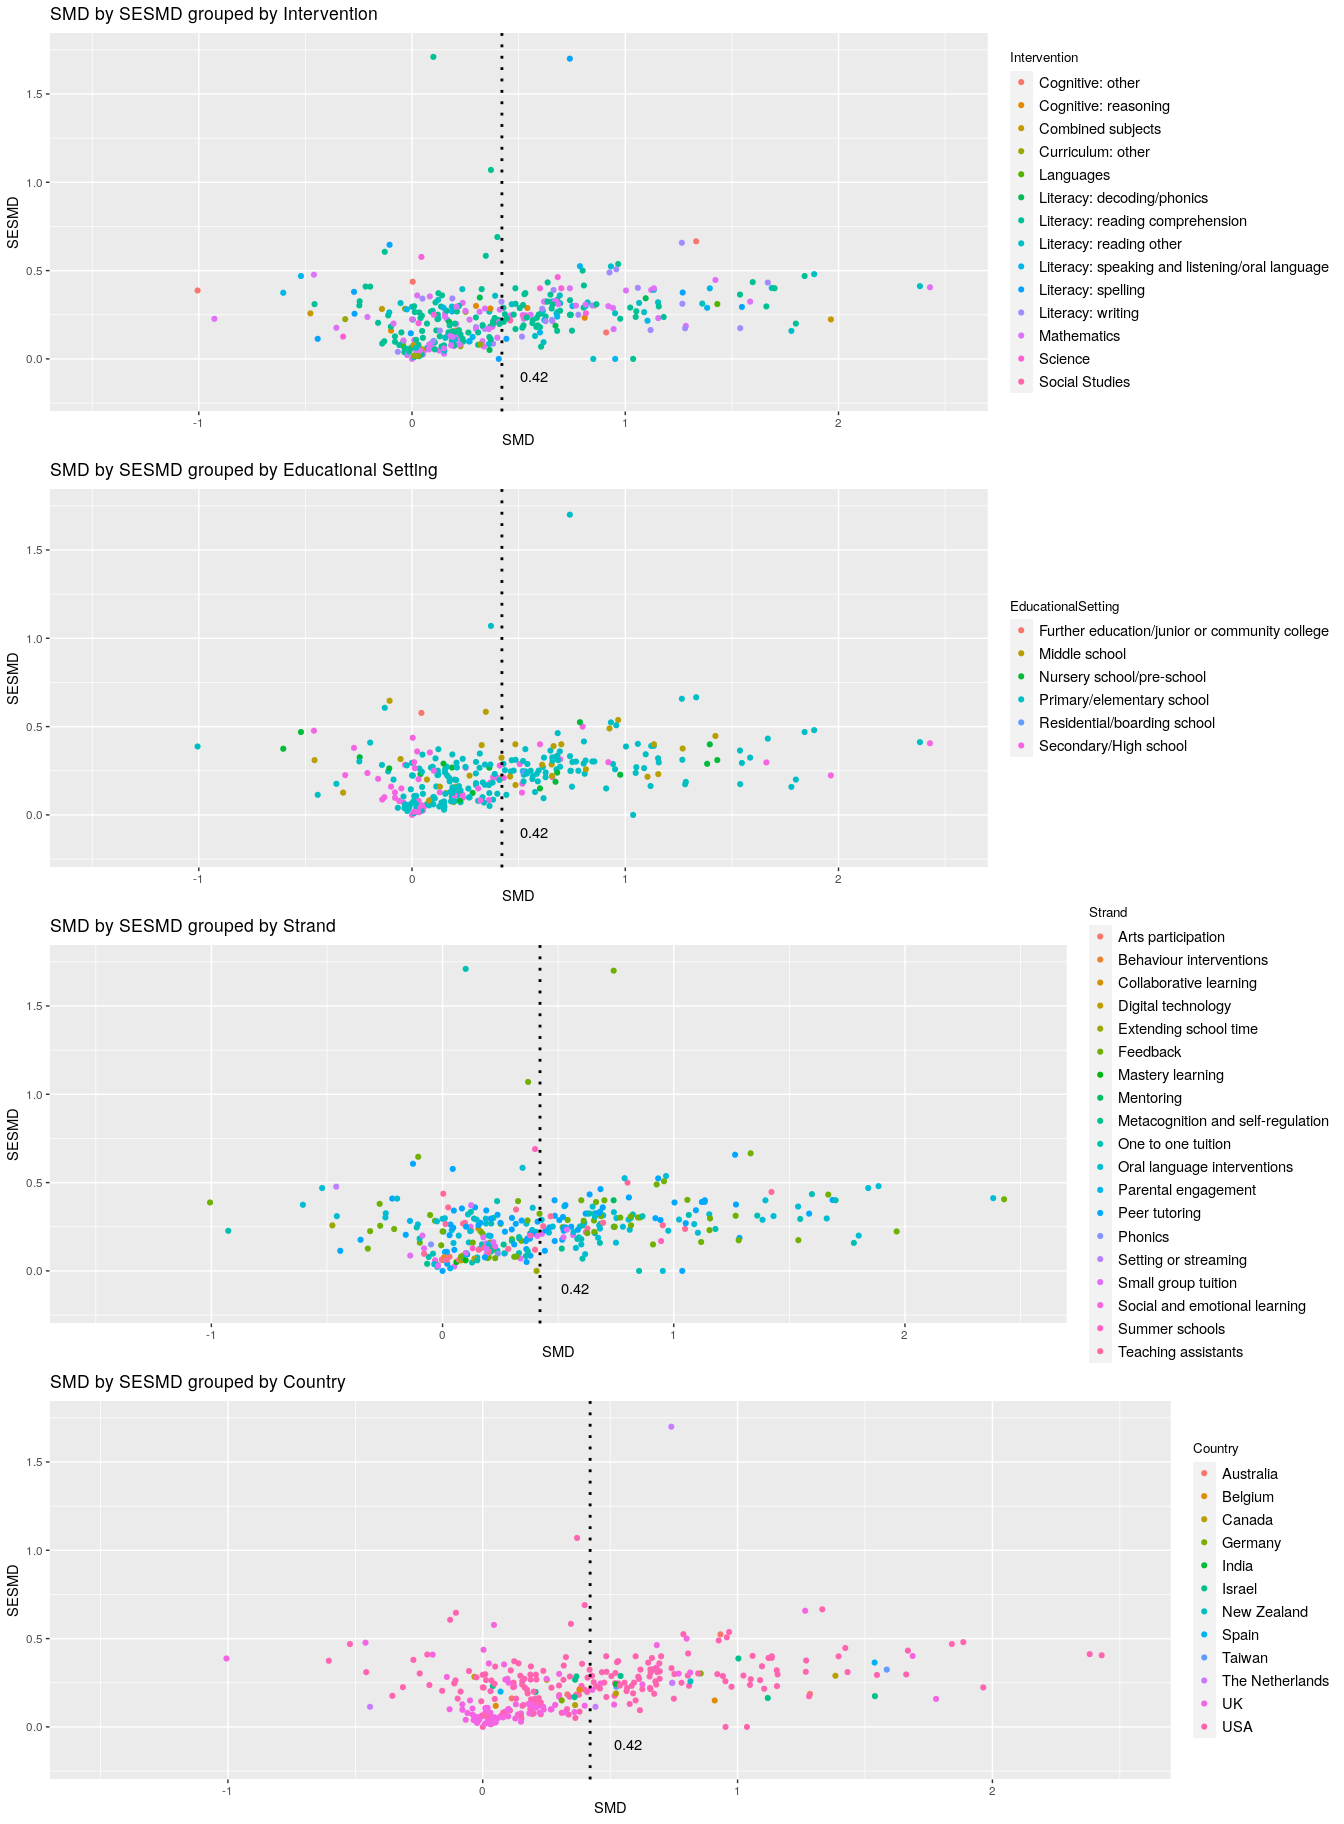 SMD by SESMD grouped by Intervention
SESMD
1.5
1.0
0.5
0.0
0.42
-1
0
1
2
SMD
Intervention
Cognitive: other
Cognitive: reasoning
Combined subjects
Curriculum: other
Languages
Literacy: decoding/phonics
Literacy: reading comprehension
Literacy: reading other
Literacy: speaking and listening/oral language
Literacy: spelling
Literacy: writing
Mathematics
Science
Social Studies
SMD by SESMD grouped by Educational Setting
SESMD
1.5
1.0
0.5
0.0
0.42
-1
0
1
2
SMD
EducationalSetting
Further education/junior or community college
Middle school
Nursery school/pre-school
Primary/elementary school
Residential/boarding school
Secondary/High school
SMD by SESMD grouped by Strand
SESMD
1.5
1.0
0.5
0.0
0.42
-1
0
1
2
SMD
Strand
Arts participation
Behaviour interventions
Collaborative learning
Digital technology
Extending school time
Feedback
Mastery learning
Mentoring
Metacognition and self-regulation
One to one tuition
Oral language interventions
Parental engagement
Peer tutoring
Phonics
Setting or streaming
Small group tuition
Social and emotional learning
Summer schools
Teaching assistants
SMD by SESMD grouped by Country
SESMD
1.5
1.0
0.5
0.0
0.42
-1
0
1
2
SMD
Country
Australia
Belgium
Canada
Germany
India
Israel
New Zealand
Spain
Taiwan
The Netherlands
UK
USA